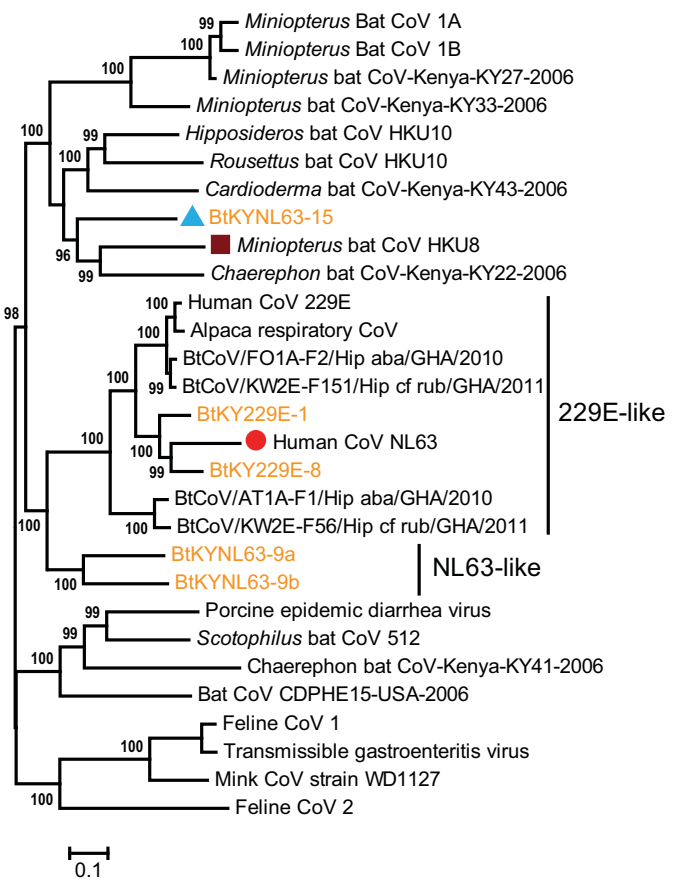 99
Miniopterus Bat CoV 1A
100
Miniopterus Bat CoV 1B
100
Miniopterus bat CoV-Kenya-KY27-2006
Miniopterus bat CoV-Kenya-KY33-2006
100
99
Hipposideros bat CoV HKU10
100
Rousettus bat CoV HKU10
Cardioderma bat CoV-Kenya-KY43-2006
BtKYNL63-15
96
Miniopterus bat CoV HKU8
99
Chaerephon bat CoV-Kenya-KY22-2006
98
100
Human CoV 229E
100
Alpaca respiratory CoV
BtCoV/FO1A-F2/Hip aba/GHA/2010
100
99
BtCoV/KW2E-F151/Hip cf rub/GHA/2011
229E-like
BtKY229E-1
100
100
Human CoV NL63
99
BtKY229E-8
BtCoV/AT1A-F1/Hip aba/GHA/2010
100
100
BtCoV/KW2E-F56/Hip cf rub/GHA/2011
BtKYNL63-9a
NL63-like
100
BtKYNL63-9b
99
Porcine epidemic diarrhea virus
99
Scotophilus bat CoV 512
100
Chaerephon bat CoV-Kenya-KY41-2006
Bat CoV CDPHE15-USA-2006
Feline CoV 1
100
Transmissible gastroenteritis virus
Mink CoV strain WD1127
100
Feline CoV 2
0.1